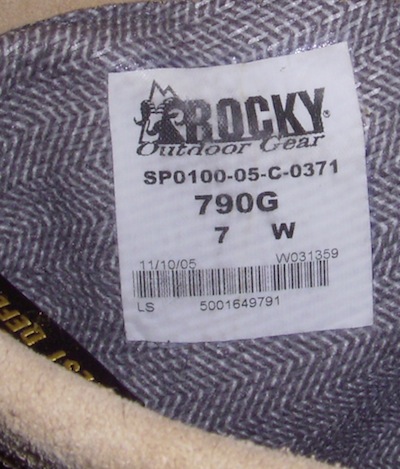 ROCKY®
Outdoor Gear
SP0100-05-C-0371
790G
7 W
11/10/05 W031359
LS 5001649791